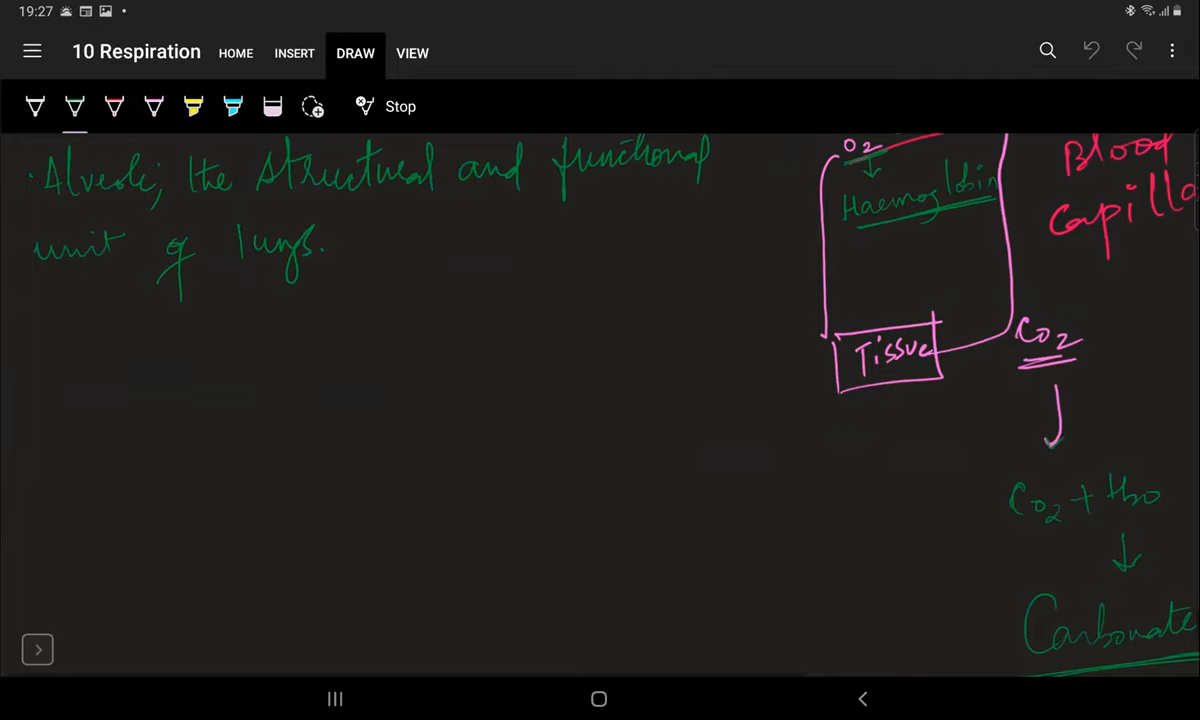 19:27
10 Respiration HOME INSERT DRAW VIEW
Stop
. Alveoli, the structural and functional
unit of lungs.
O2
Haemoglobin
Blood
Capilla
Tissue
CO2
CO2 + H2O
Carbonate